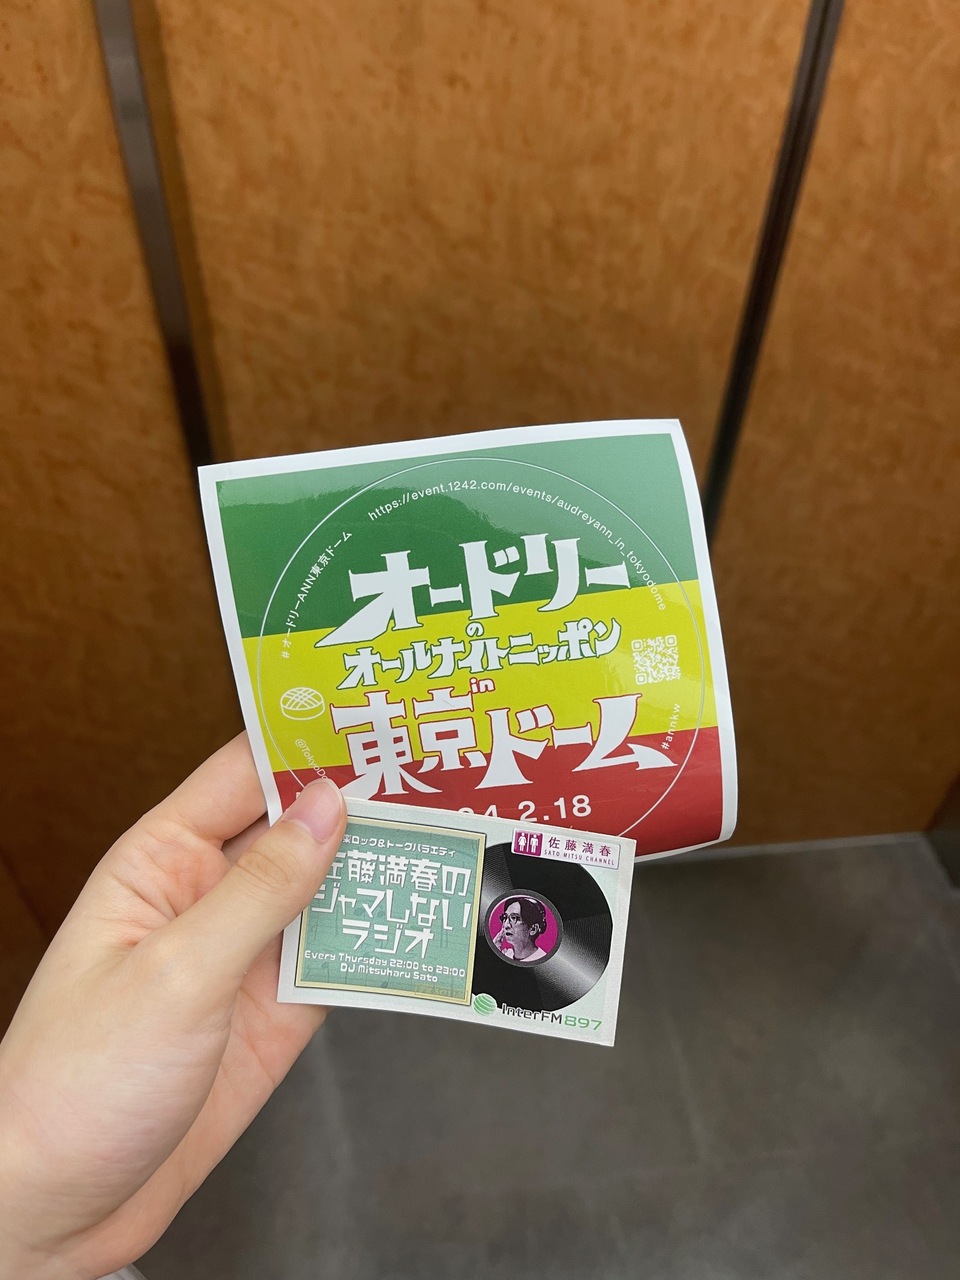 https://event.1242.com/events/audreyann_in_tokyodome
#オードリーANN東京ドーム
オードリー
の
オールナイトニッポン
in
東京ドーム
#annkw
@TokyoDo
24.2.18
ロック&トークバラエティ
佐藤満春の
ジャマしない
ラジオ
Every Thursday 22:00 to 23:00
DJ Mitsuharu Sato
佐藤満春
SATO MITSU CHANNEL
InterFM897